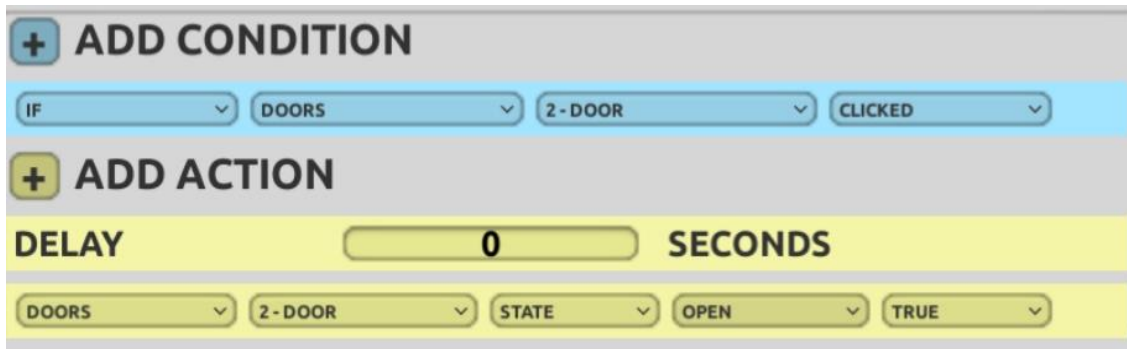 + ADD CONDITION
IF DOORS 2 - DOOR CLICKED
+ ADD ACTION
DELAY 0 SECONDS
DOORS 2 - DOOR STATE OPEN TRUE